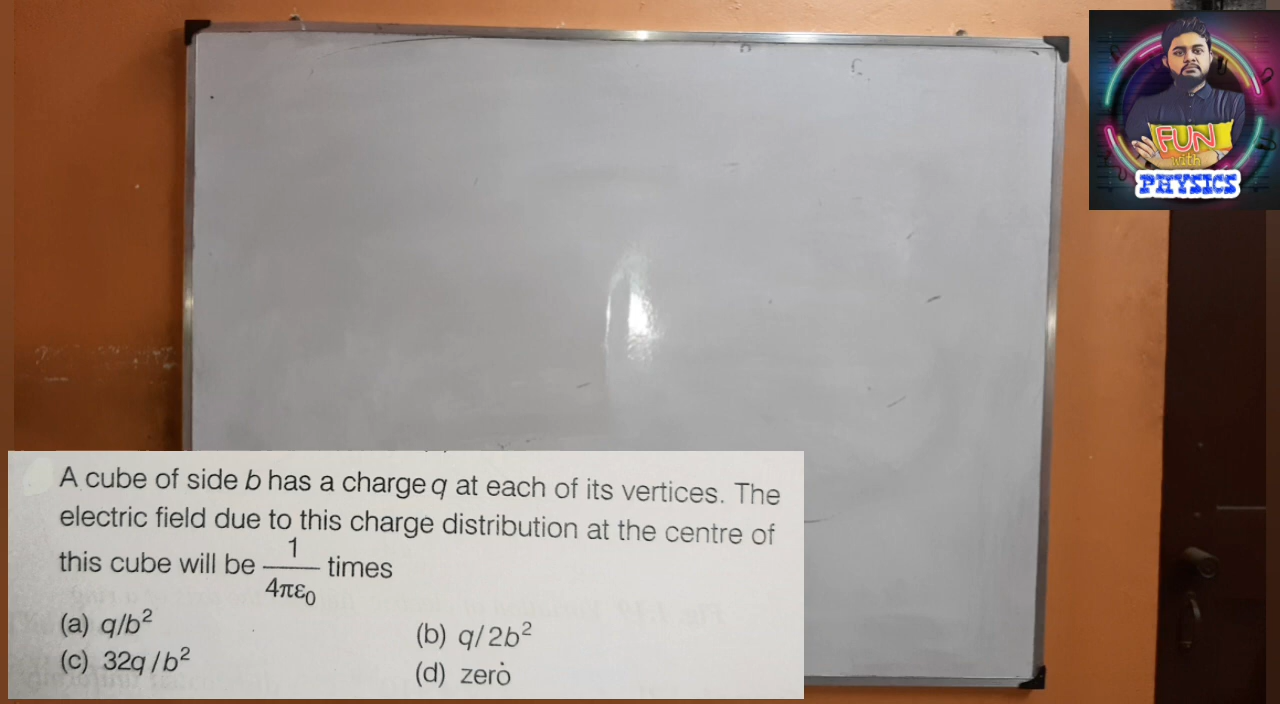 FUN
with
PHYSICS
A cube of side b has a charge q at each of its vertices. The
electric field due to this charge distribution at the centre of
this cube will be 1/4πε₀ times
(a) q/b²
(b) q/2b²
(c) 32q/b²
(d) zero